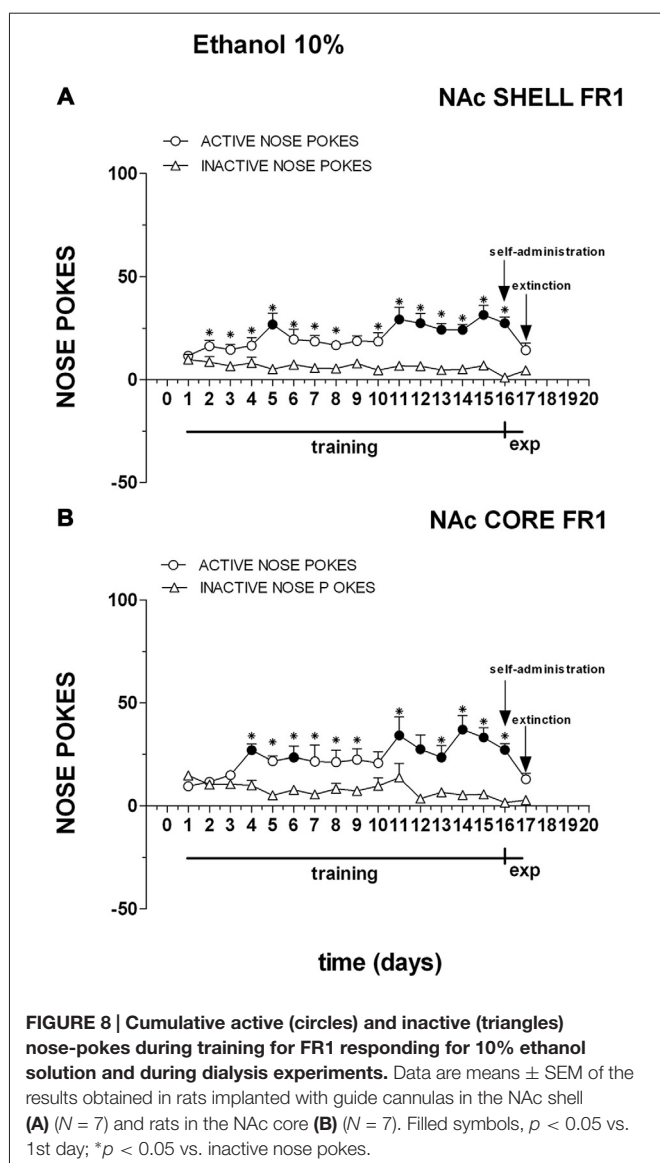 Ethanol 10%
A
NAc SHELL FR1
ACTIVE NOSE POKES
INACTIVE NOSE POKES
100
50
0
-50
NOSE POKES
self-administration
extinction
* * * * * * * * * * * * * *
0 1 2 3 4 5 6 7 8 9 10 11 12 13 14 15 16 17 18 19 20
training
exp
B
NAc CORE FR1
ACTIVE NOSE POKES
INACTIVE NOSE P OKES
100
50
0
-50
NOSE POKES
self-administration
extinction
* * * * * * * * * * *
0 1 2 3 4 5 6 7 8 9 10 11 12 13 14 15 16 17 18 19 20
training
exp
time (days)
FIGURE 8 | Cumulative active (circles) and inactive (triangles)
nose-pokes during training for FR1 responding for 10% ethanol
solution and during dialysis experiments. Data are means ± SEM of the
results obtained in rats implanted with guide cannulas in the NAc shell
(A) (N = 7) and rats in the NAc core (B) (N = 7). Filled symbols, p < 0.05 vs.
1st day; *p < 0.05 vs. inactive nose pokes.